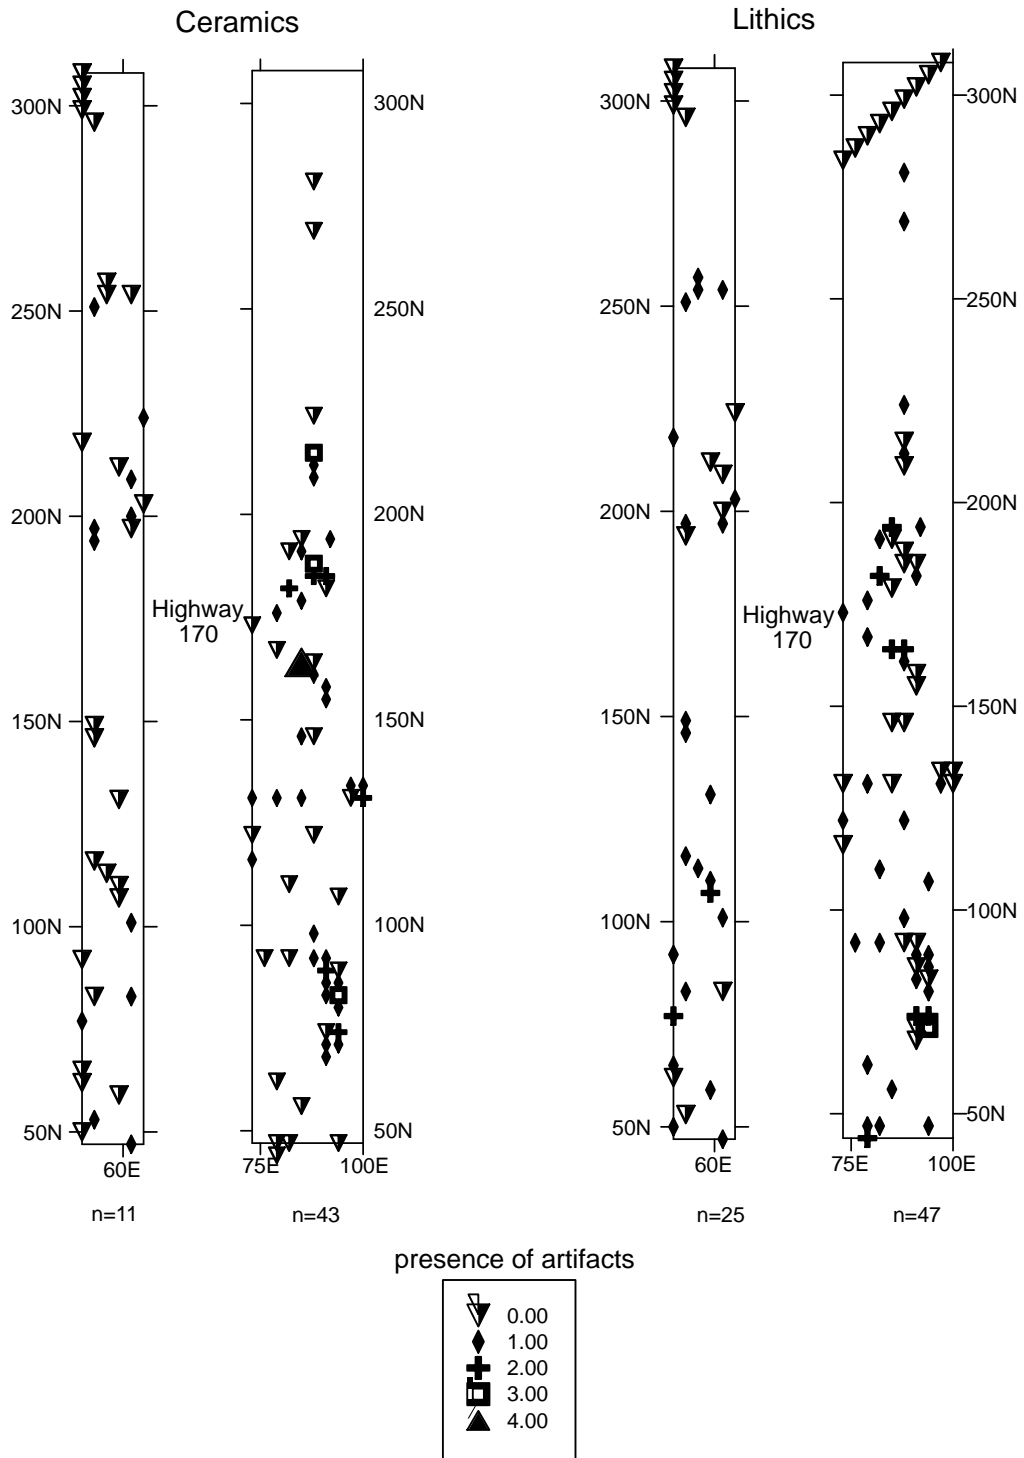 Ceramics
Lithics
300N
250N
200N
150N
100N
50N
60E
n=11
Highway
170
300N
250N
200N
150N
100N
50N
75E 100E
n=43
300N
250N
200N
150N
100N
50N
60E
n=25
Highway
170
300N
250N
200N
150N
100N
50N
75E 100E
n=47
presence of artifacts
0.00
1.00
2.00
3.00
4.00